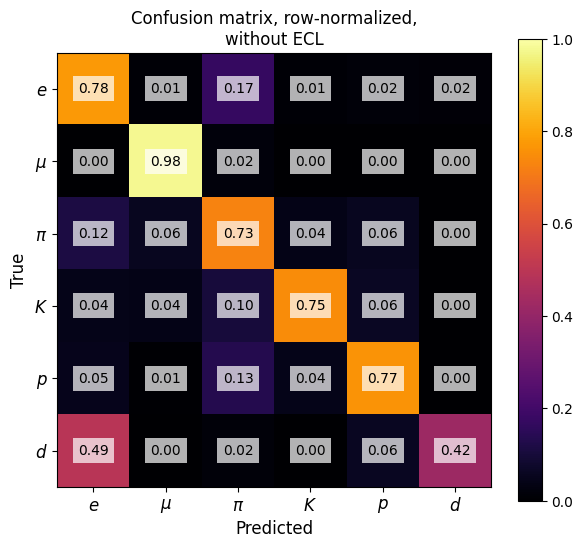 Confusion matrix, row-normalized,
without ECL
e 0.78 0.01 0.17 0.01 0.02 0.02
μ 0.00 0.98 0.02 0.00 0.00 0.00
π 0.12 0.06 0.73 0.04 0.06 0.00
K 0.04 0.04 0.10 0.75 0.06 0.00
p 0.05 0.01 0.13 0.04 0.77 0.00
d 0.49 0.00 0.02 0.00 0.06 0.42
e μ π K p d
Predicted
True
1.0
0.8
0.6
0.4
0.2
0.0